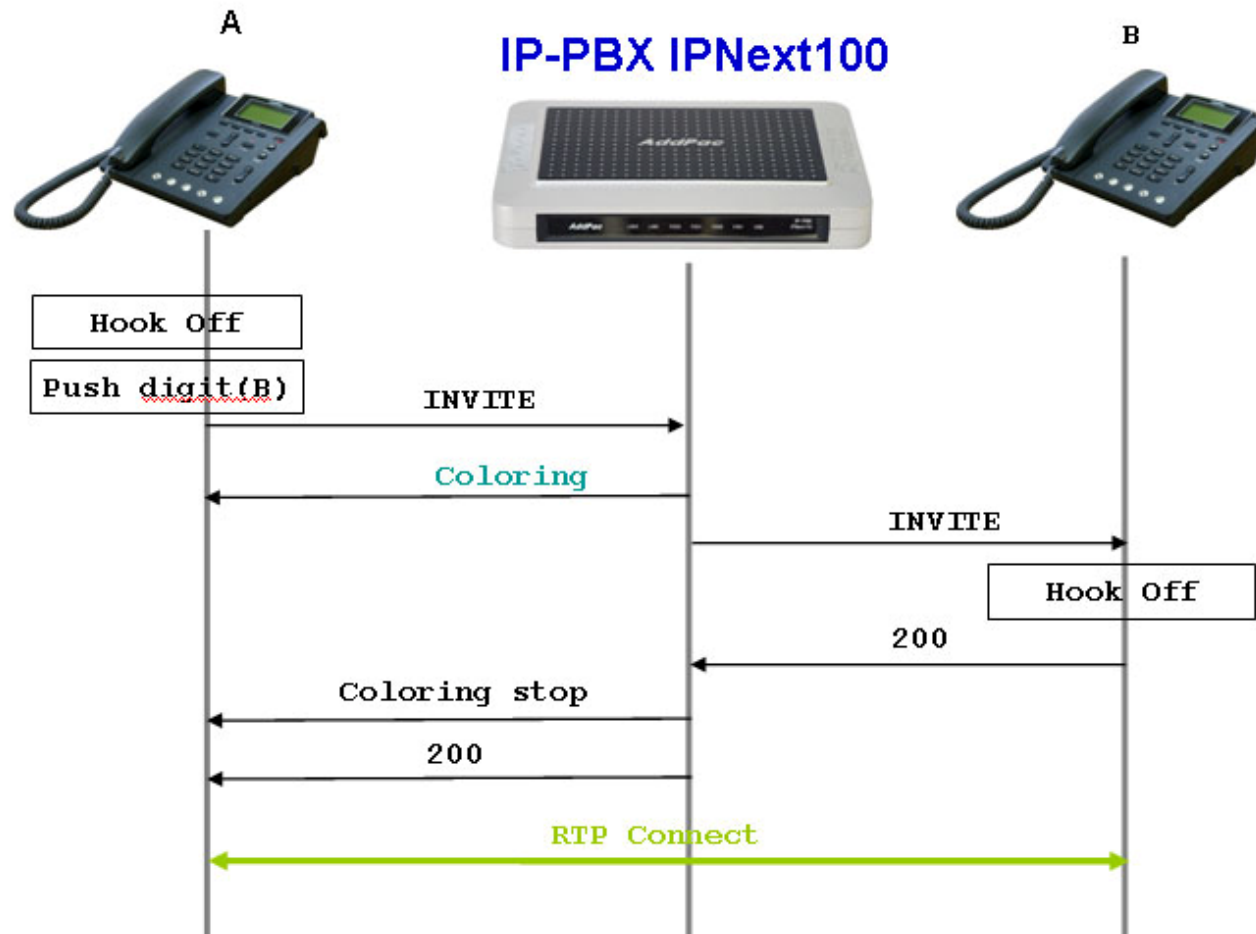 A
IP-PBX IPNext100
B
AddPac
AddPac
Hook Off
Push digit(B)
INVITE
Coloring
INVITE
Hook Off
200
Coloring stop
200
RTP Connect